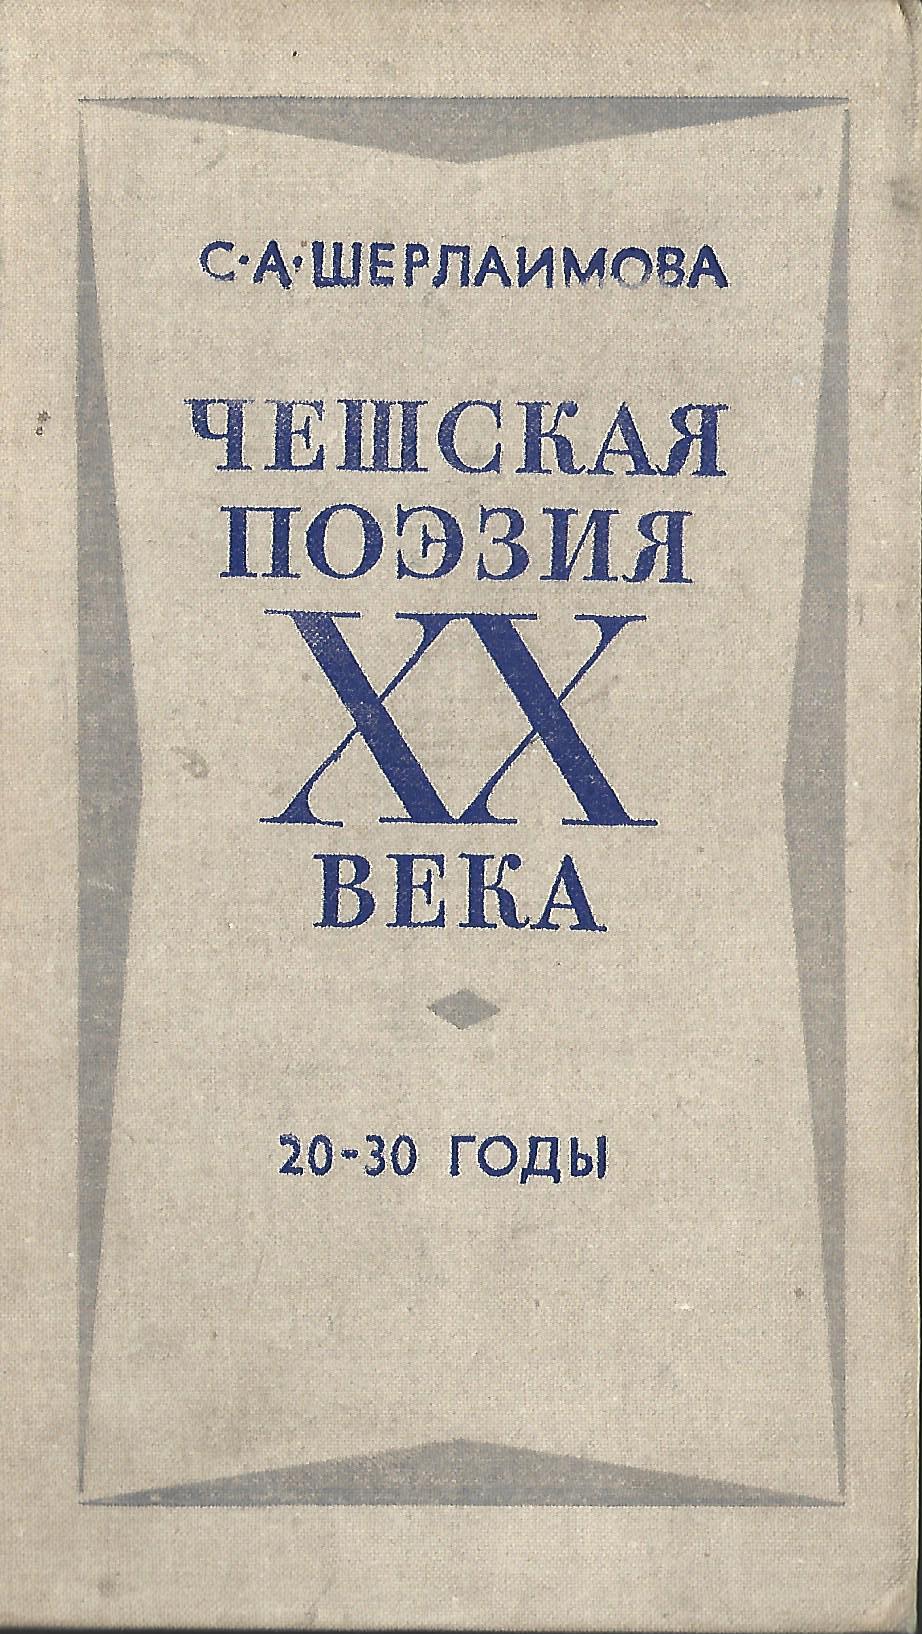 С·А·ШЕРЛАИМОВА
ЧЕШСКАЯ
ПОЭЗИЯ
XX
ВЕКА
20-30 ГОДЫ